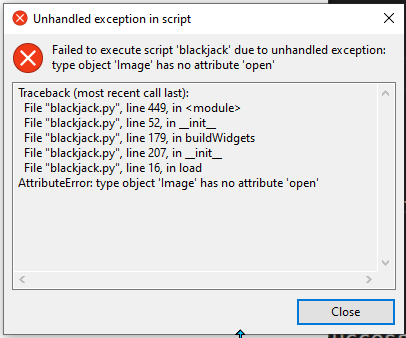 Unhandled exception in script
Failed to execute script 'blackjack' due to unhandled exception:
type object 'Image' has no attribute 'open'
Traceback (most recent call last):
File "blackjack.py", line 449, in <module>
File "blackjack.py", line 52, in __init__
File "blackjack.py", line 179, in buildWidgets
File "blackjack.py", line 207, in __init__
File "blackjack.py", line 16, in load
AttributeError: type object 'Image' has no attribute 'open'
Close